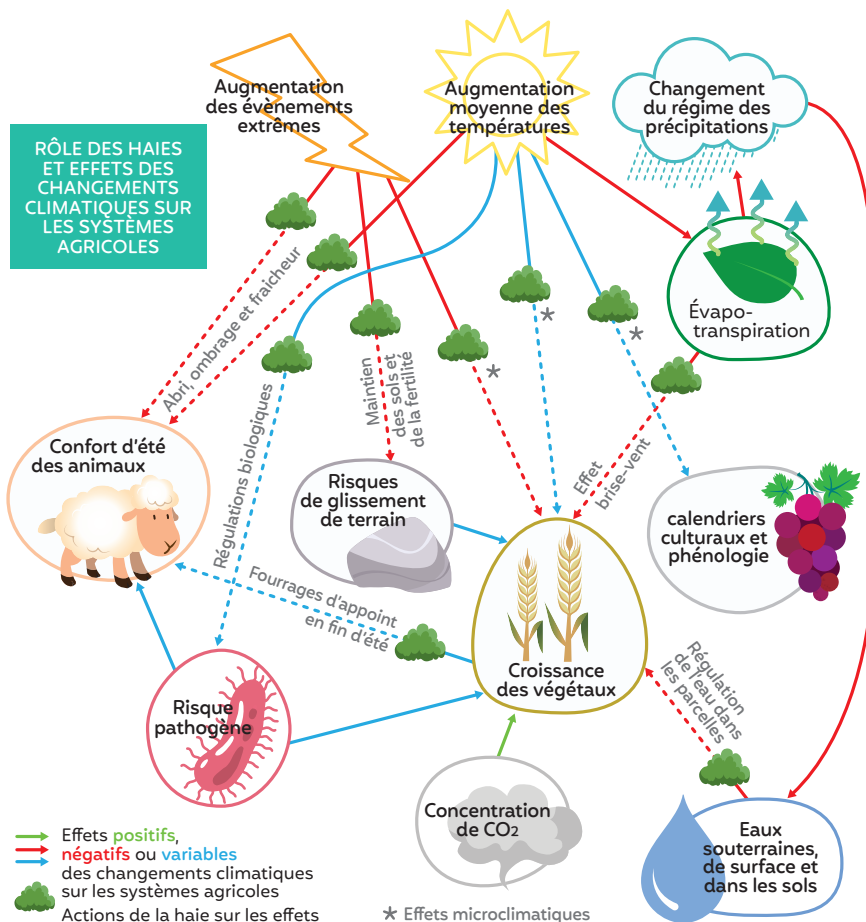 Augmentation
des évènements
extrêmes
Augmentation
moyenne des
températures
Changement
du régime des
précipitations
RÔLE DES HAIES
ET EFFETS DES
CHANGEMENTS
CLIMATIQUES SUR
LES SYSTÈMES
AGRICOLES
Évapo-
transpiration
Abri, ombrage et fraicheur
*
*
*
Maintien
des sols et
de la fertilité
Régulations biologiques
Effet
brise-vent
Confort d'été
des animaux
Risques
de glissement
de terrain
calendriers
culturaux et
phénologie
Fourrages d'appoint
en fin d'été
Croissance
des végétaux
Régulation
de l'eau dans
les parcelles
Risque
pathogène
Concentration
de CO2
Eaux
souterraines,
de surface et
dans les sols
Effets positifs,
négatifs ou variables
des changements climatiques
sur les systèmes agricoles
Actions de la haie sur les effets
* Effets microclimatiques